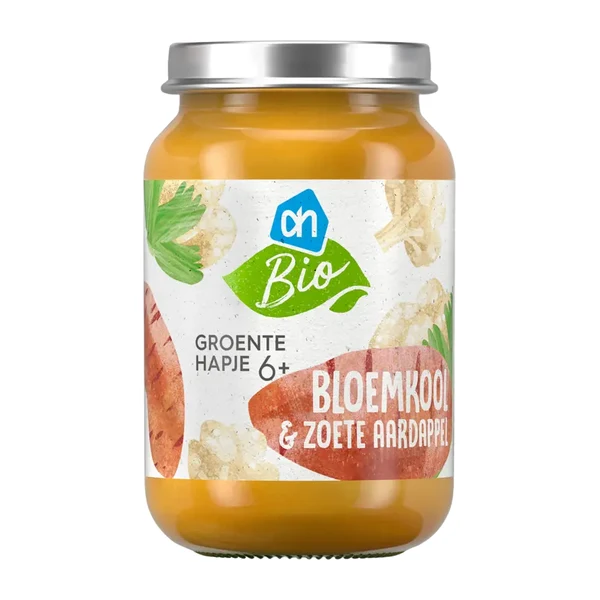 ah
Bio
GROENTE
HAPJE 6+
BLOEMKOOL
& ZOETE AARDAPPEL